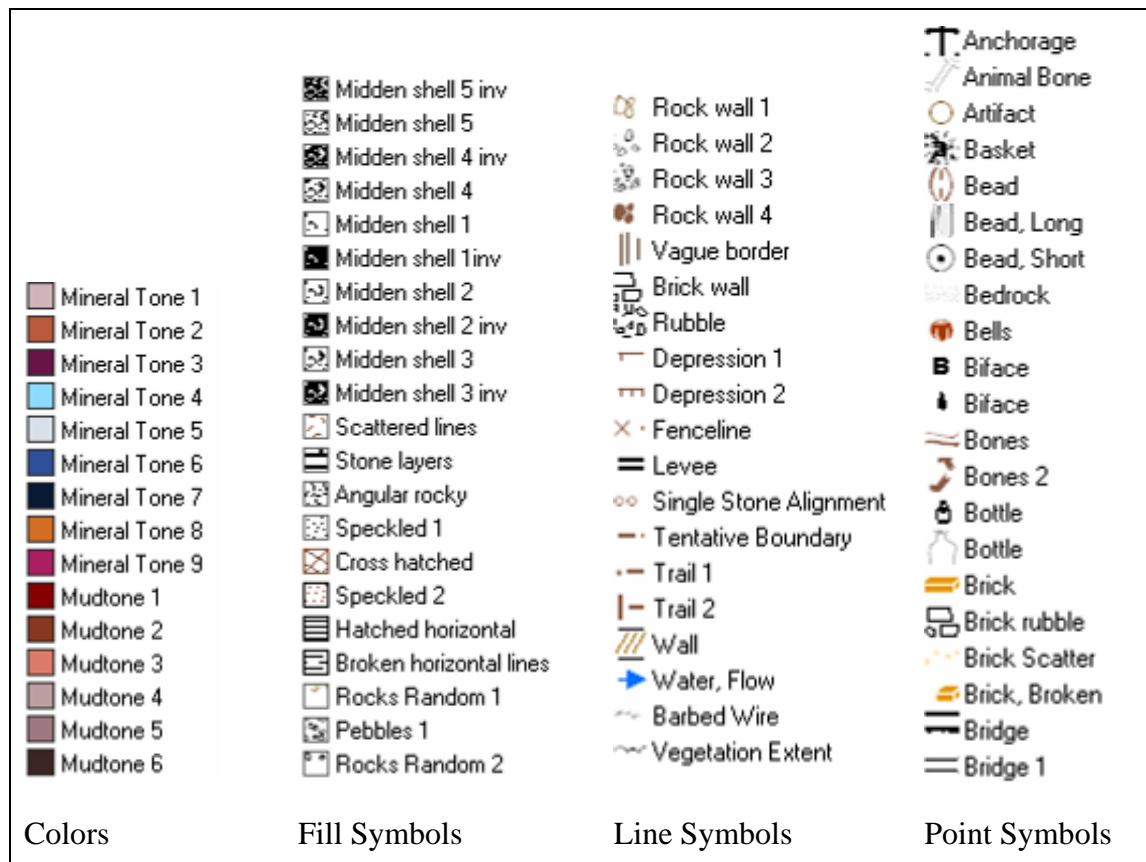 Mineral Tone 1
Mineral Tone 2
Mineral Tone 3
Mineral Tone 4
Mineral Tone 5
Mineral Tone 6
Mineral Tone 7
Mineral Tone 8
Mineral Tone 9
Mudtone 1
Mudtone 2
Mudtone 3
Mudtone 4
Mudtone 5
Mudtone 6
Colors
Midden shell 5 inv
Midden shell 5
Midden shell 4 inv
Midden shell 4
Midden shell 1
Midden shell 1inv
Midden shell 2
Midden shell 2 inv
Midden shell 3
Midden shell 3 inv
Scattered lines
Stone layers
Angular rocky
Speckled 1
Cross hatched
Speckled 2
Hatched horizontal
Broken horizontal lines
Rocks Random 1
Pebbles 1
Rocks Random 2
Fill Symbols
Rock wall 1
Rock wall 2
Rock wall 3
Rock wall 4
Vague border
Brick wall
Rubble
Depression 1
Depression 2
Fenceline
Levee
Single Stone Alignment
Tentative Boundary
Trail 1
Trail 2
Wall
Water, Flow
Barbed Wire
Vegetation Extent
Line Symbols
Anchorage
Animal Bone
Artifact
Basket
Bead
Bead, Long
Bead, Short
Bedrock
Bells
B Biface
Biface
Bones
Bones 2
Bottle
Bottle
Brick
Brick rubble
Brick Scatter
Brick, Broken
Bridge
Bridge 1
Point Symbols